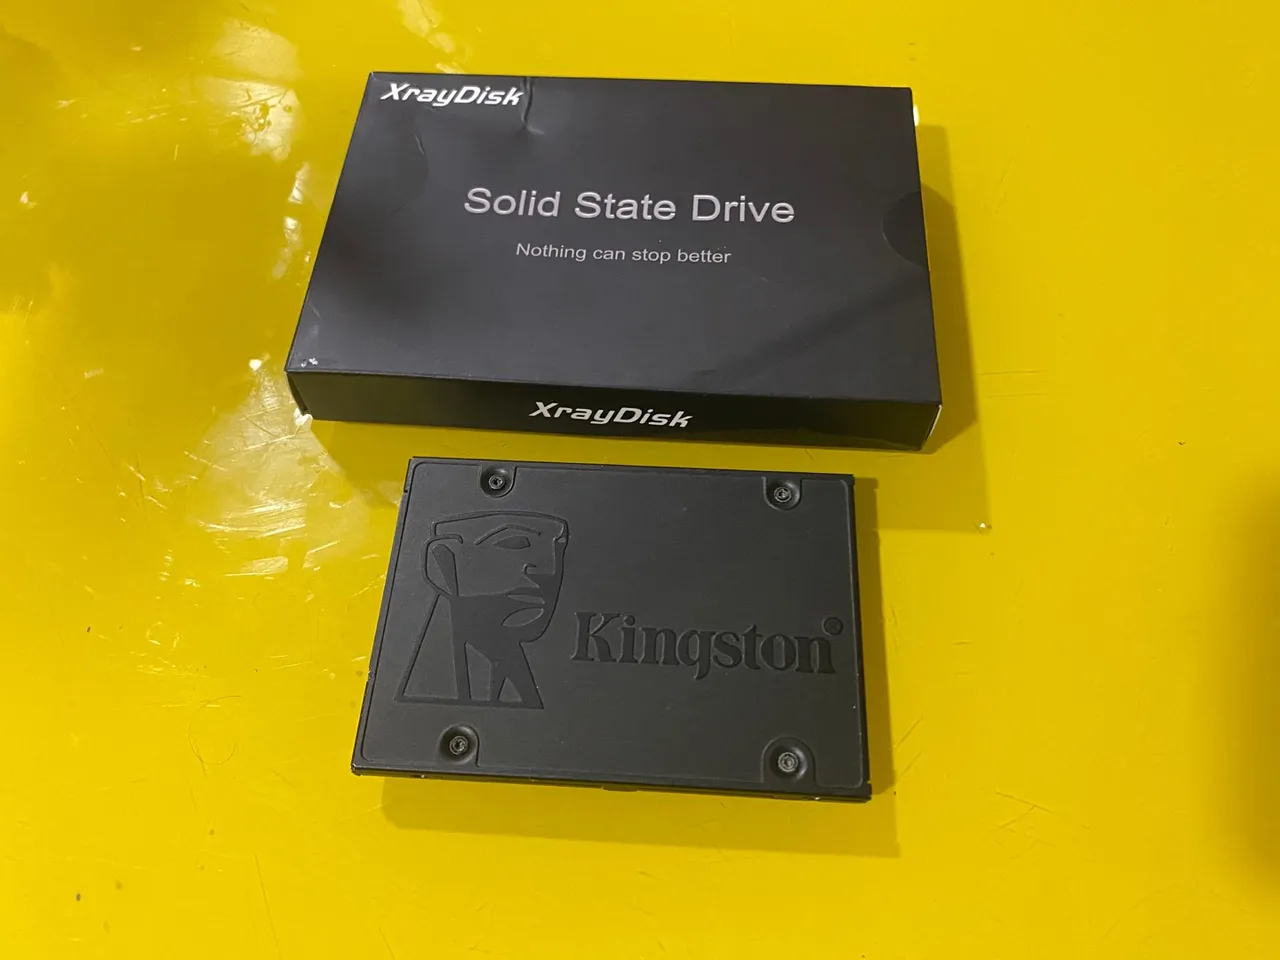 XrayDisk
Solid State Drive
Nothing can stop better
XrayDisk
Kingston